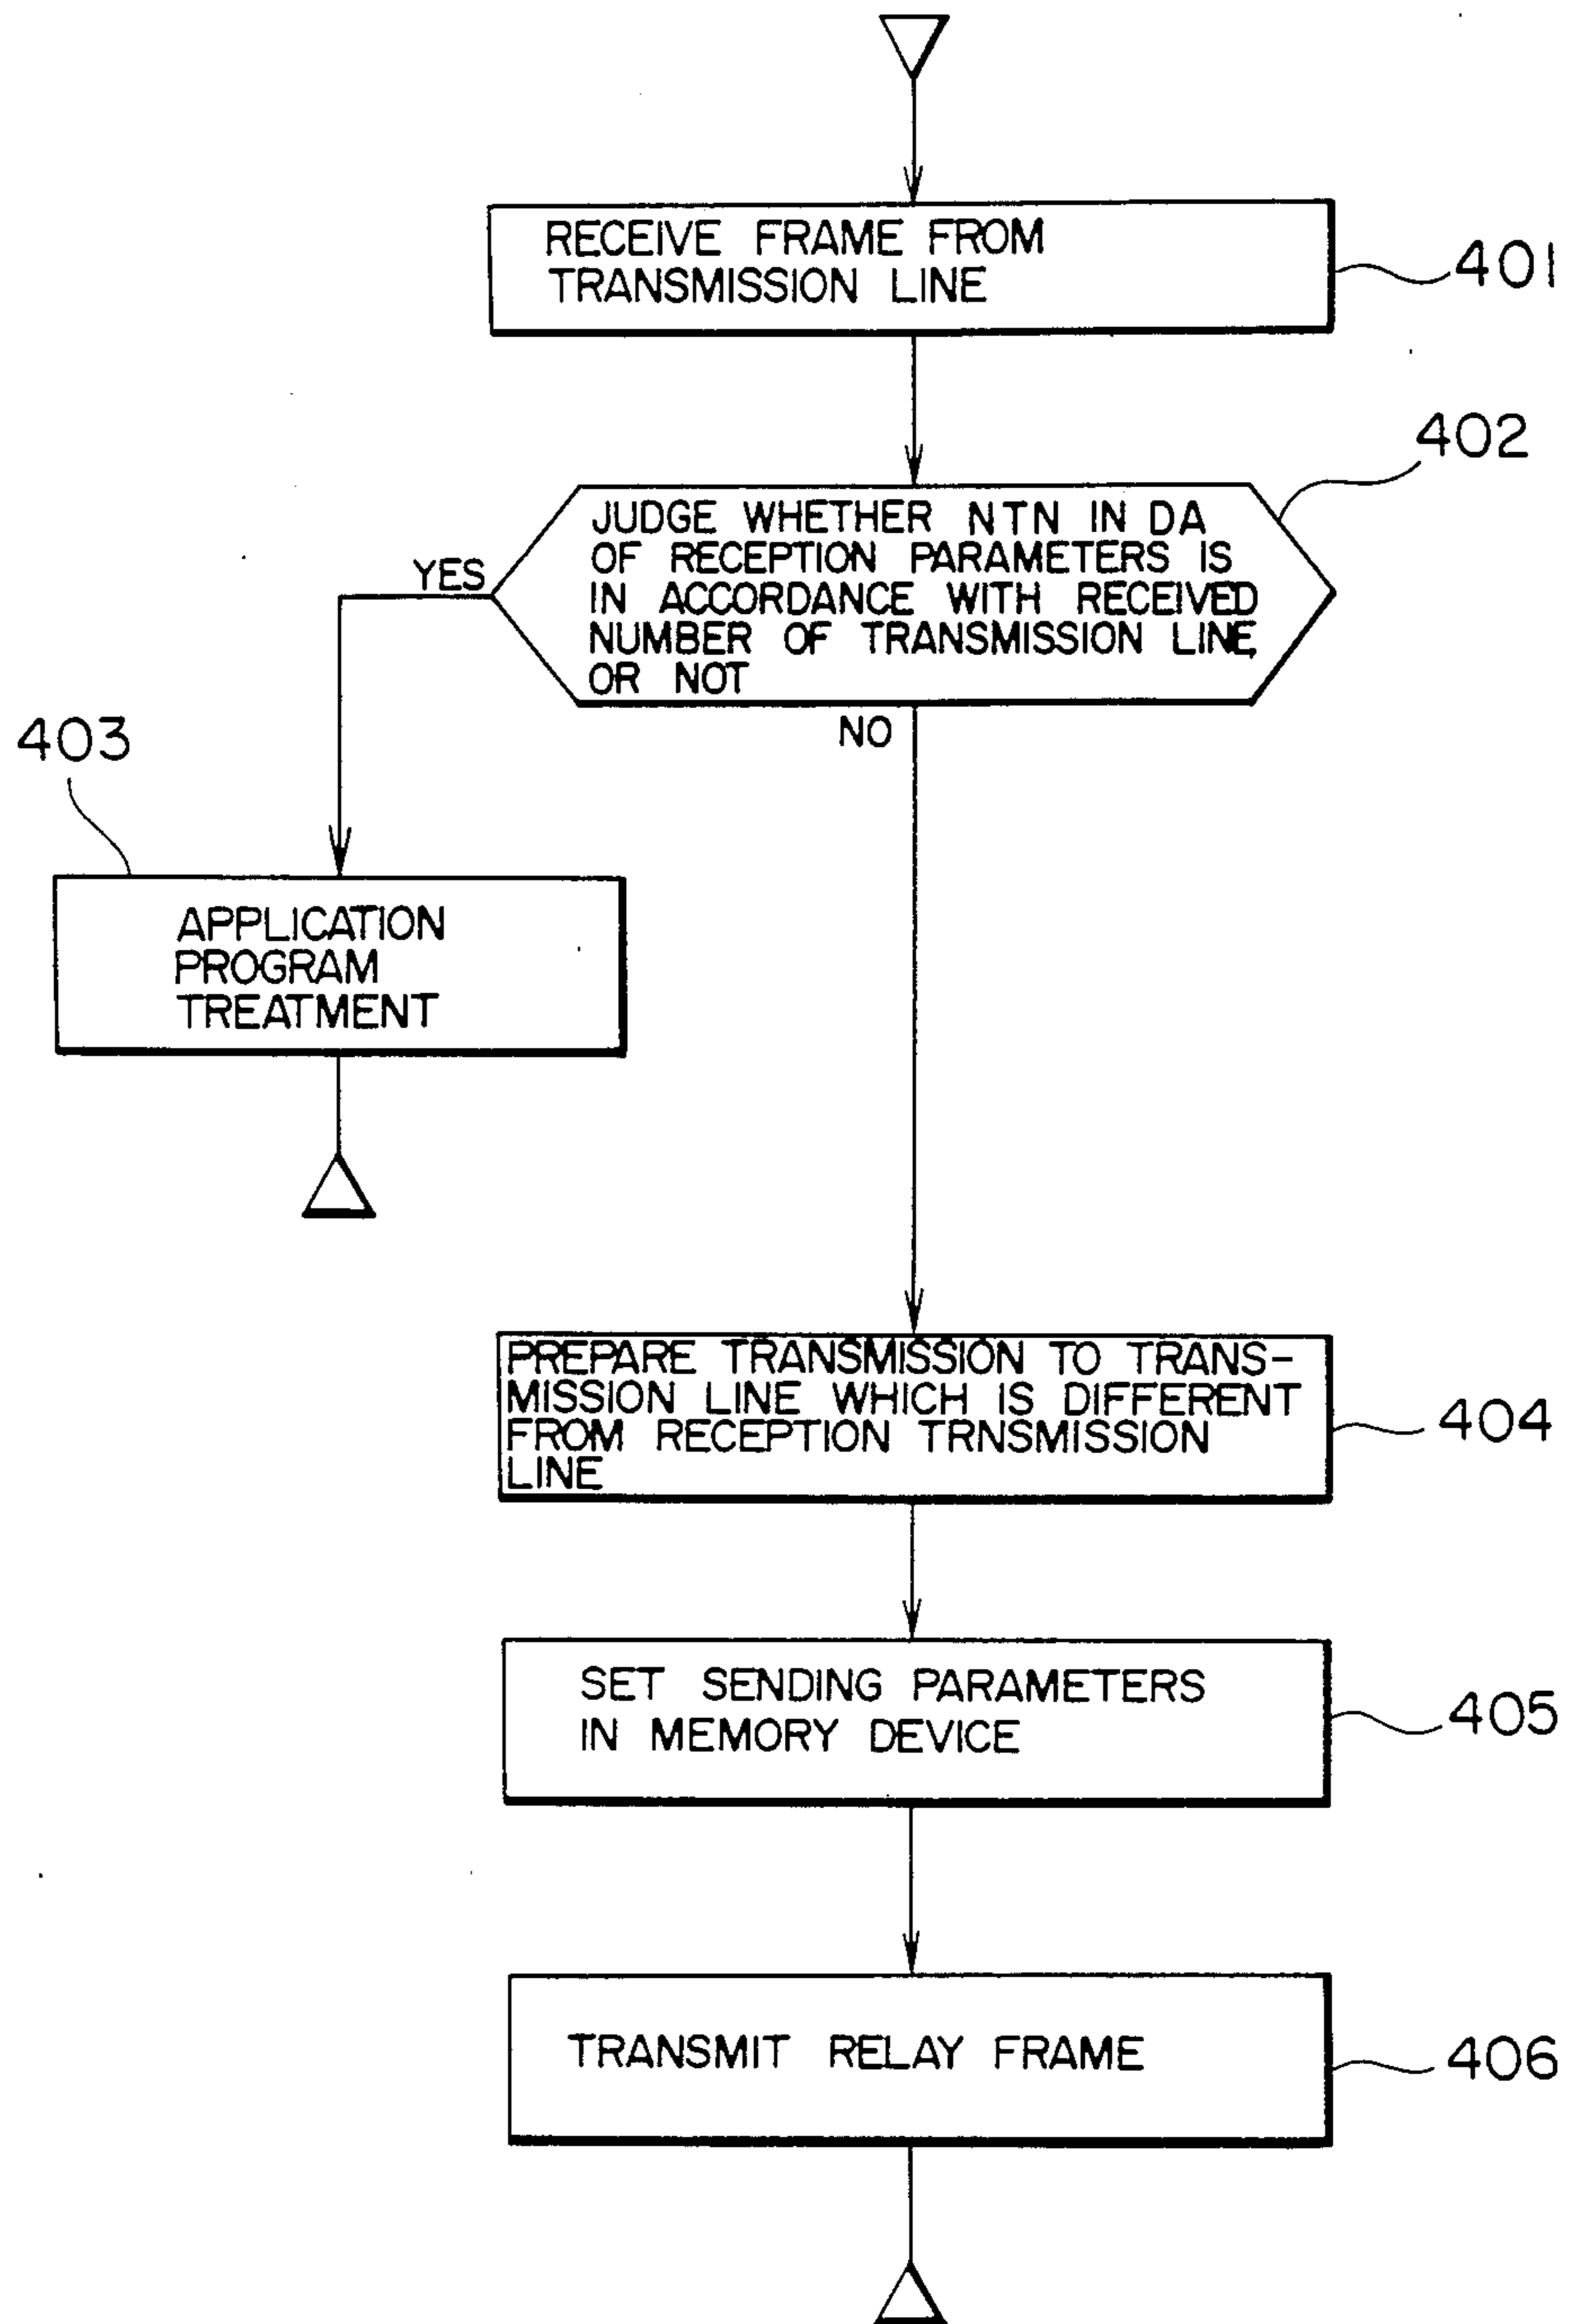 RECEIVE FRAME FROM
TRANSMISSION LINE
401
402
JUDGE WHETHER NTN IN DA
OF RECEPTION PARAMETERS IS
IN ACCORDANCE WITH RECEIVED
NUMBER OF TRANSMISSION LINE,
OR NOT
YES
NO
403
APPLICATION
PROGRAM
TREATMENT
PREPARE TRANSMISSION TO TRANS-
MISSION LINE WHICH IS DIFFERENT
FROM RECEPTION TRNSMISSION
LINE
404
SET SENDING PARAMETERS
IN MEMORY DEVICE
405
TRANSMIT RELAY FRAME
406